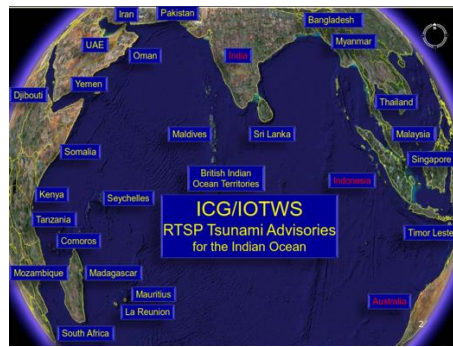 Iran
Pakistan
Bangladesh
UAE
Oman
India
Myanmar
Djibouti
Yemen
Thailand
Maldives
Sri Lanka
Malaysia
Somalia
Singapore
British Indian
Ocean Territories
Indonesia
Kenya
Seychelles
ICG/IOTWS
RTSP Tsunami Advisories
for the Indian Ocean
Tanzania
Comoros
Timor Leste
Mozambique
Madagascar
Mauritius
La Reunion
Australia
South Africa
2